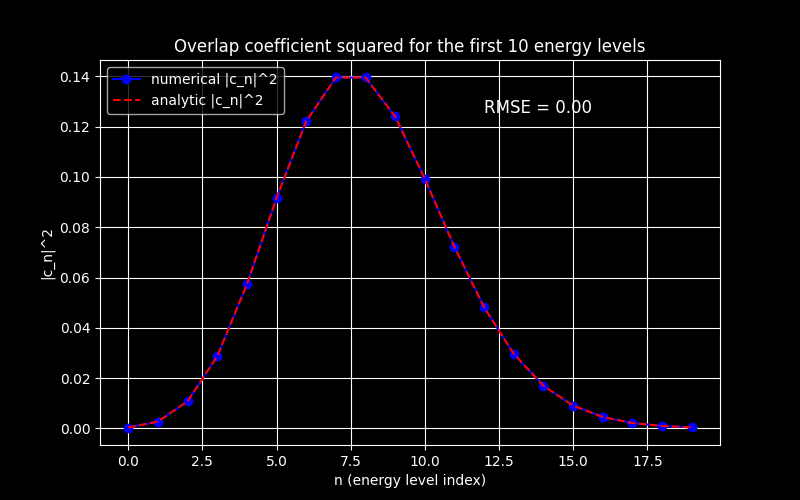 Overlap coefficient squared for the first 10 energy levels
numerical |c_n|^2
analytic |c_n|^2
RMSE = 0.00
|c_n|^2
0.14
0.12
0.10
0.08
0.06
0.04
0.02
0.00
0.0 2.5 5.0 7.5 10.0 12.5 15.0 17.5
n (energy level index)